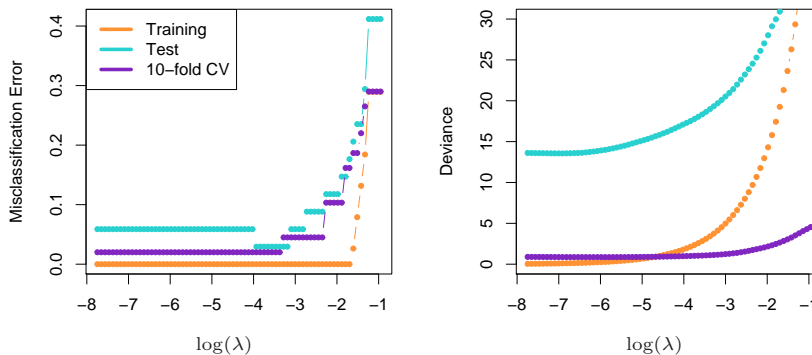 Misclassification Error
0.4
0.3
0.2
0.1
0.0
Training
Test
10−fold CV
−8 −7 −6 −5 −4 −3 −2 −1
log(λ)
Deviance
30
25
20
15
10
5
0
−8 −7 −6 −5 −4 −3 −2 −1
log(λ)